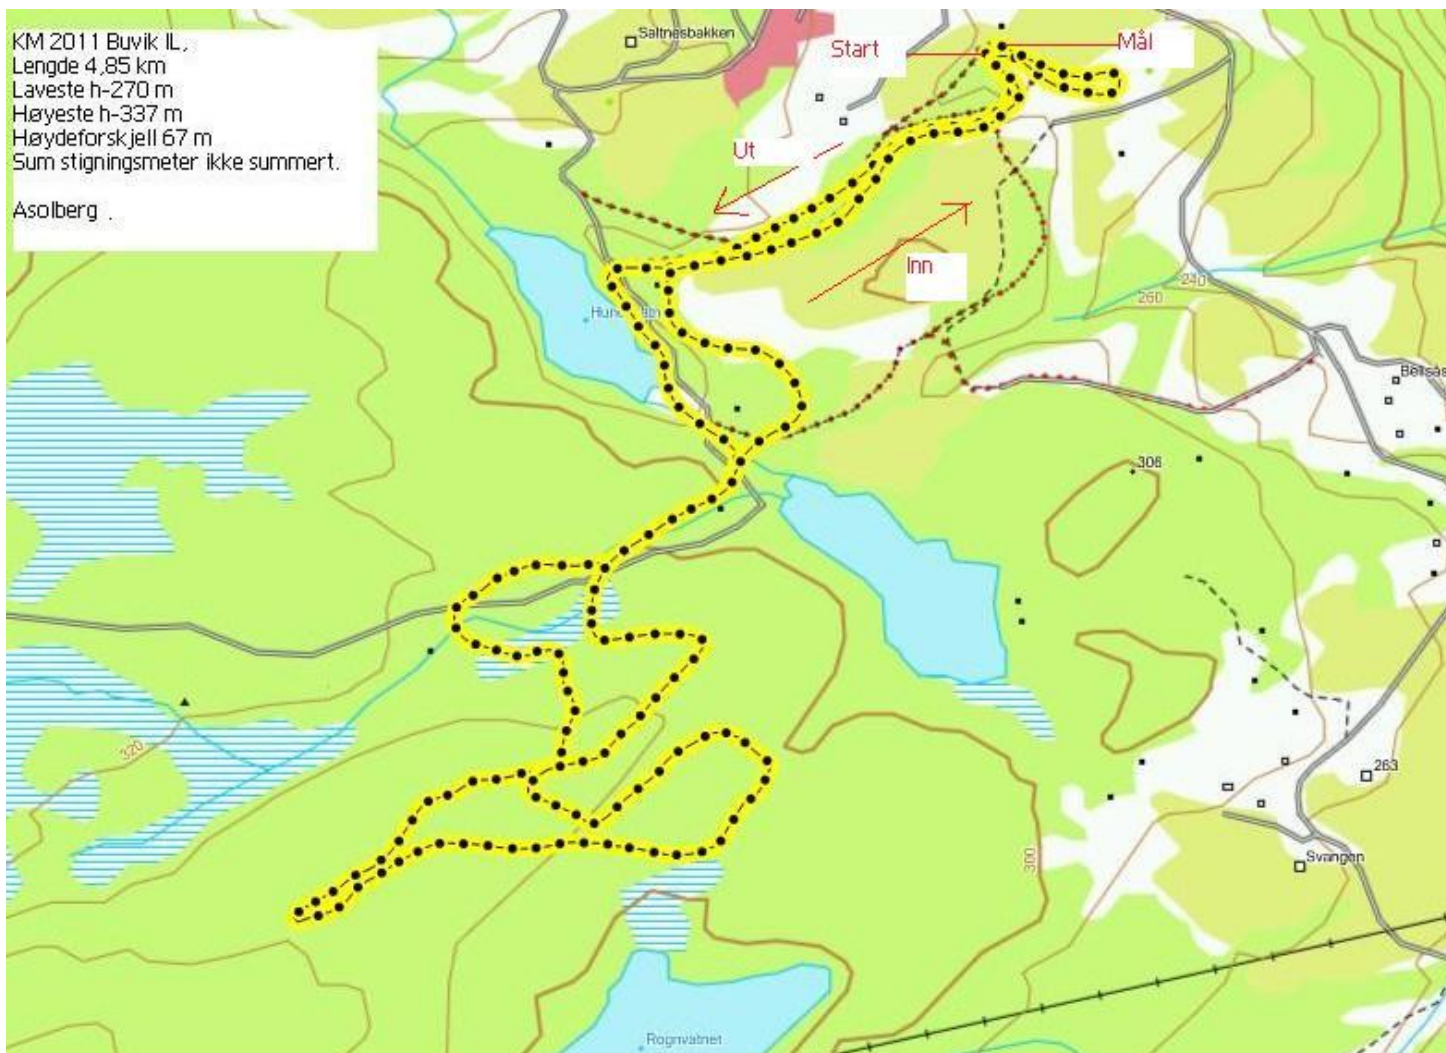 KM 2011 Buvik IL,
Lengde 4,85 km
Laveste h-270 m
Høyeste h-337 m
Høydeforskjell 67 m
Sum stigningsmeter ikke summert.
Asolberg .
Saltnesbakken
Start
Mål
Ut
Inn
240
260
Bellsås
306
320
263
300
Svangen
Rognvatnet